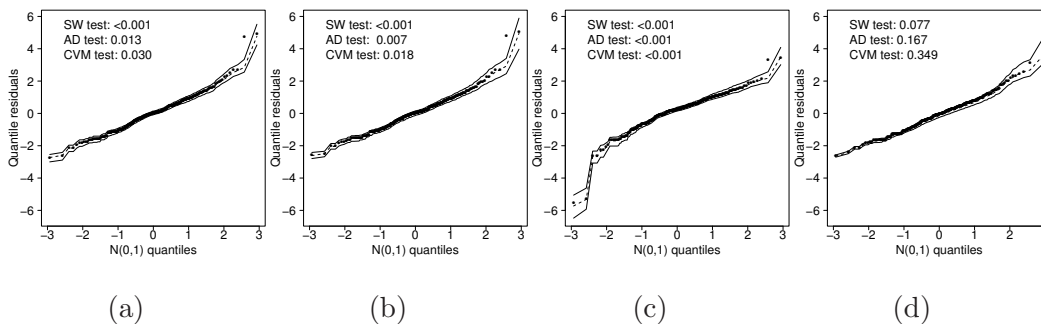 SW test: <0.001
AD test: 0.013
CVM test: 0.030
6
4
2
0
−2
−4
−6
Quantile residuals
−3 −2 −1 0 1 2 3
N(0,1) quantiles
(a)
SW test: <0.001
AD test: 0.007
CVM test: 0.018
6
4
2
0
−2
−4
−6
Quantile residuals
−3 −2 −1 0 1 2 3
N(0,1) quantiles
(b)
SW test: <0.001
AD test: <0.001
CVM test: <0.001
6
4
2
0
−2
−4
−6
Quantile residuals
−3 −2 −1 0 1 2 3
N(0,1) quantiles
(c)
SW test: 0.077
AD test: 0.167
CVM test: 0.349
6
4
2
0
−2
−4
−6
Quantile residuals
−3 −2 −1 0 1 2
N(0,1) quantiles
(d)